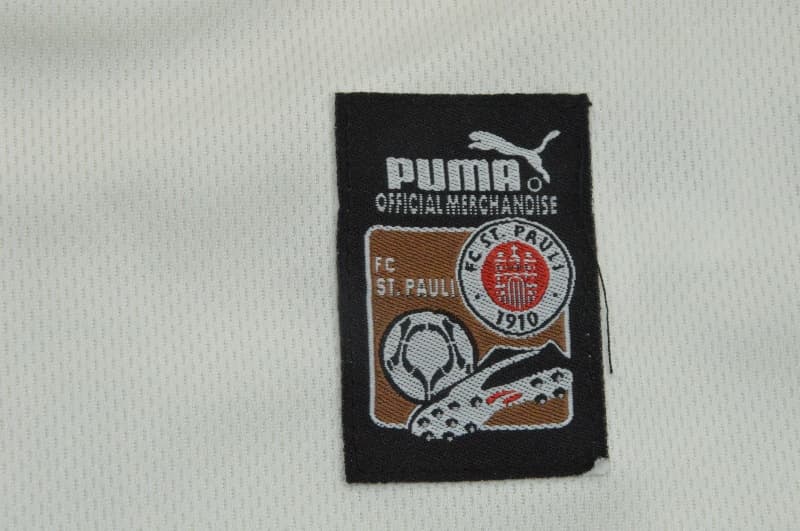 PUMA
OFFICIAL MERCHANDISE
FC
ST. PAULI
FC ST. PAULI
1910